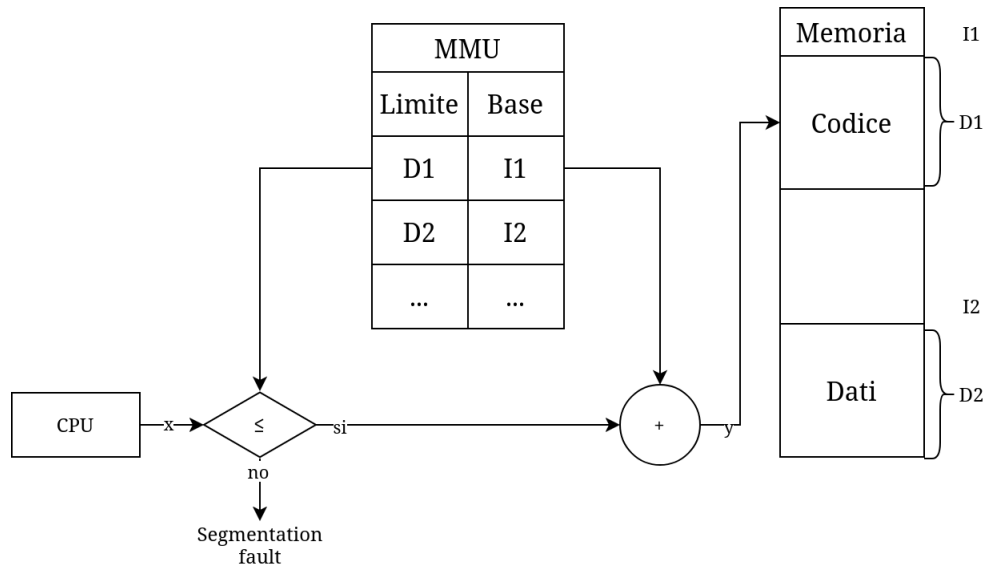 MMU
Limite Base
D1 I1
D2 I2
... ...
Memoria
I1
Codice
D1
I2
Dati
D2
CPU
x
≤
si
+
y
no
Segmentation
fault